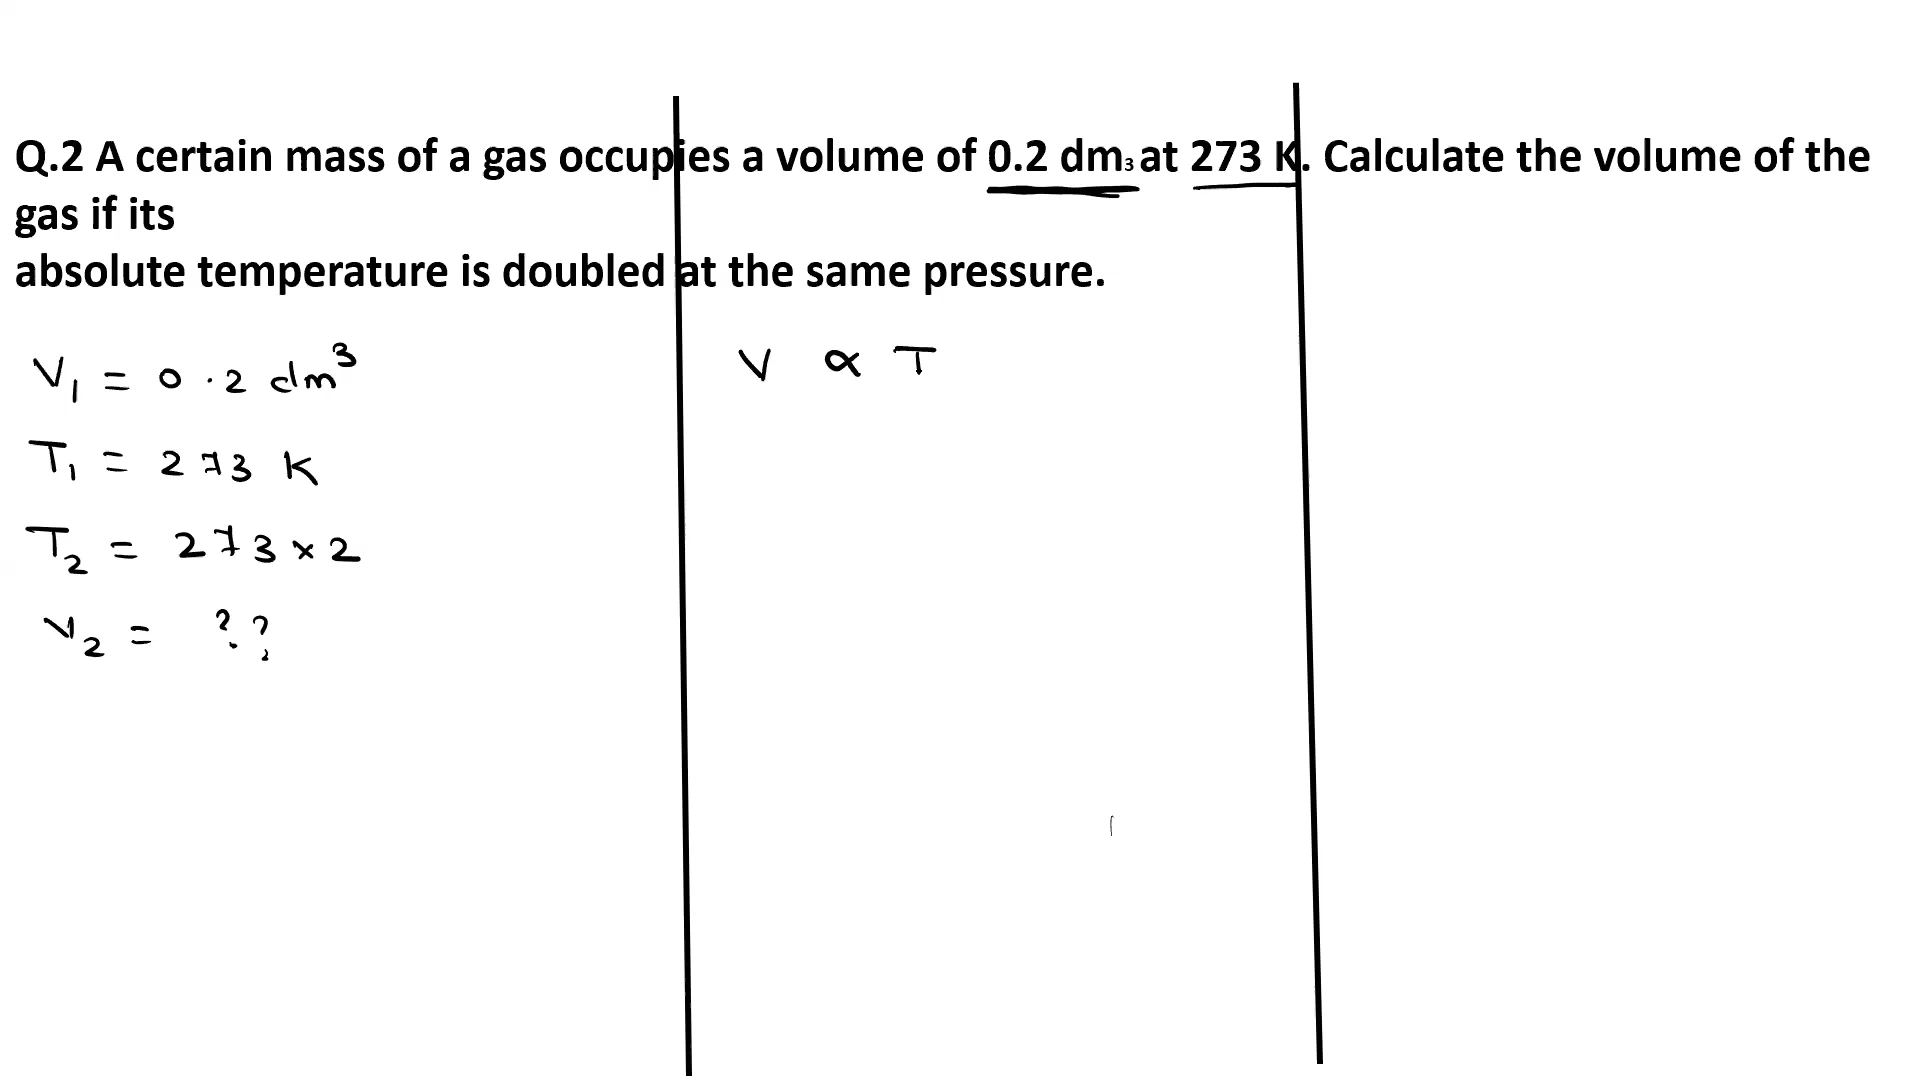 Q.2 A certain mass of a gas occupies a volume of 0.2 dm3 at 273 K. Calculate the volume of the
gas if its
absolute temperature is doubled at the same pressure.
V₁ = 0.2 dm³
T₁ = 273 K
T₂ = 273 × 2
V₂ = ??
V ∝ T